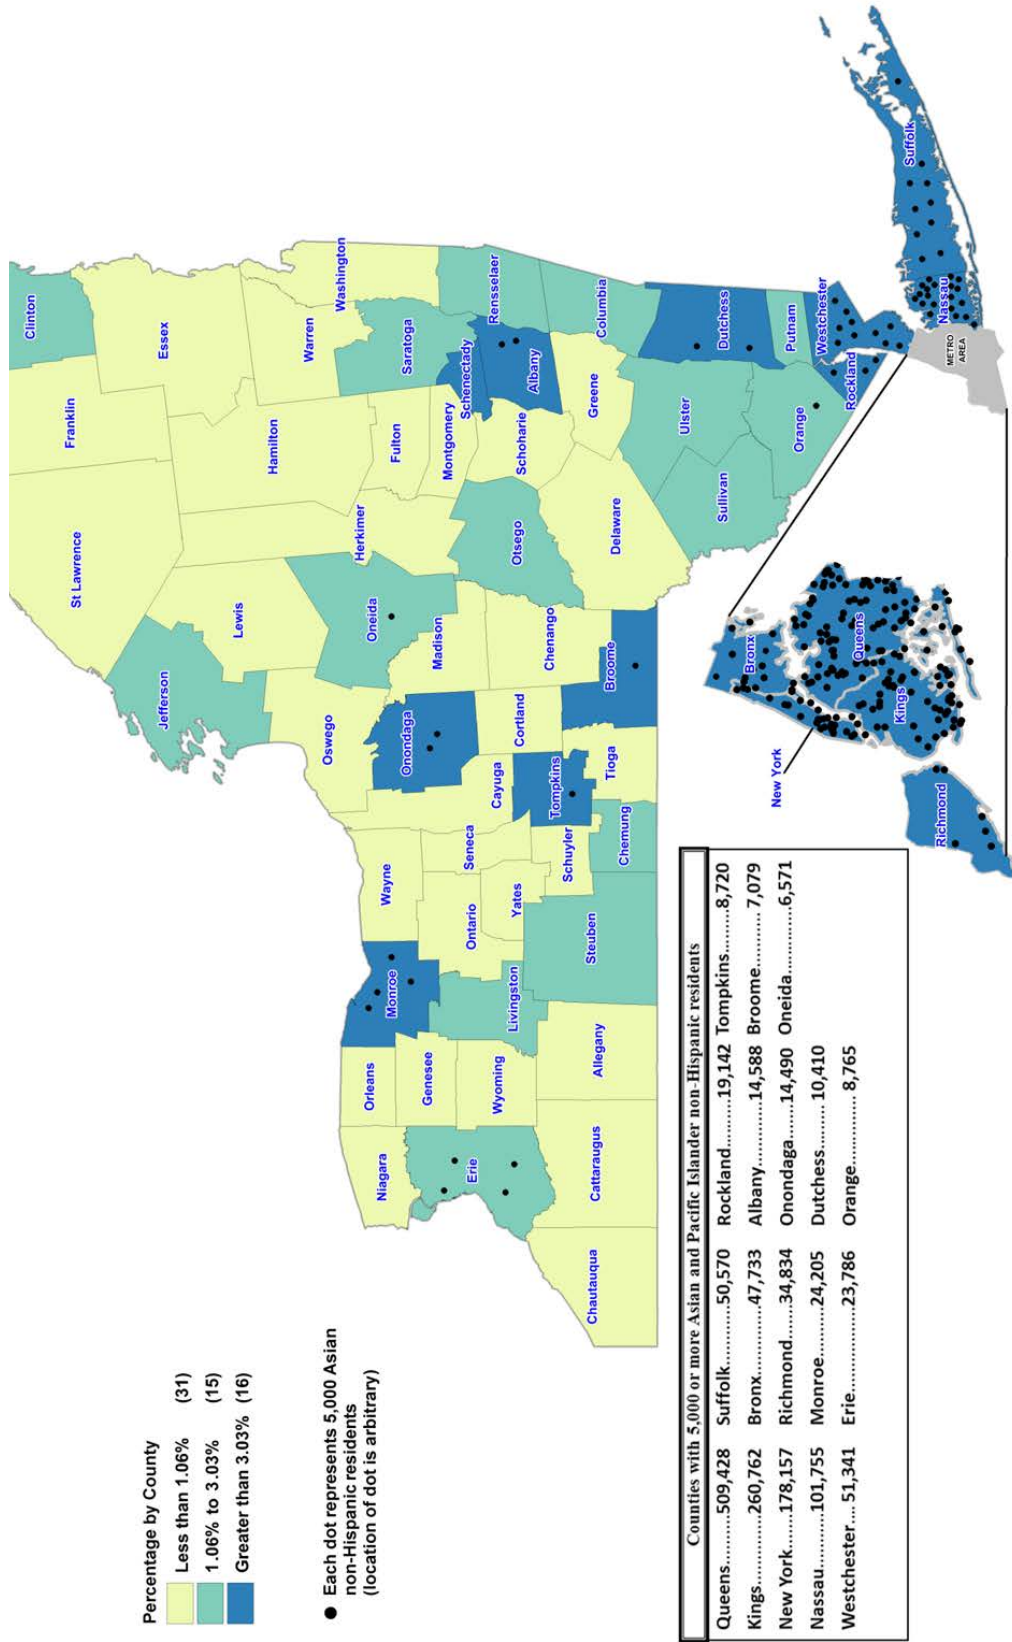 Percentage by County
Less than 1.06% (31)
1.06% to 3.03% (15)
Greater than 3.03% (16)
Each dot represents 5,000 Asian
non-Hispanic residents
(location of dot is arbitrary)
Clinton
Franklin
St Lawrence
Essex
Jefferson
Lewis
Hamilton
Warren
Washington
Herkimer
Oneida
Oswego
Fulton
Saratoga
Niagara
Orleans
Monroe
Wayne
Onondaga
Madison
Montgomery
Schenectady
Rensselaer
Genesee
Erie
Wyoming
Livingston
Ontario
Seneca
Yates
Cayuga
Cortland
Chenango
Otsego
Schoharie
Albany
Chautauqua
Cattaraugus
Allegany
Steuben
Schuyler
Tompkins
Chemung
Tioga
Broome
Delaware
Greene
Columbia
Ulster
Dutchess
Sullivan
Orange
Putnam
Rockland
Westchester
METRO
AREA
Nassau
Suffolk
New York
Bronx
Queens
Kings
Richmond
Counties with 5,000 or more Asian and Pacific Islander non-Hispanic residents
Queens............509,428 Suffolk.........50,570 Rockland..........19,142 Tompkins.......8,720
Kings...............260,762 Bronx...........47,733 Albany..............14,588 Broome........... 7,079
New York.......178,157 Richmond......34,834 Onondaga........14,490 Oneida............6,571
Nassau...........101,755 Monroe.........24,205 Dutchess......... 10,410
Westchester.... 51,341 Erie.................23,786 Orange............. 8,765